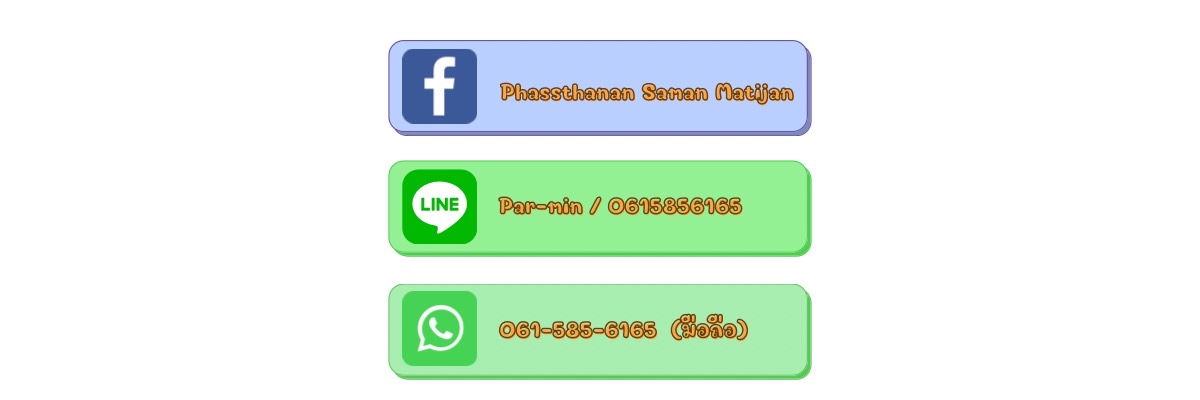 f
Phassthanan Saman Matijan
LINE
Par-min / 0615856165
061-585-6165 (มือถือ)